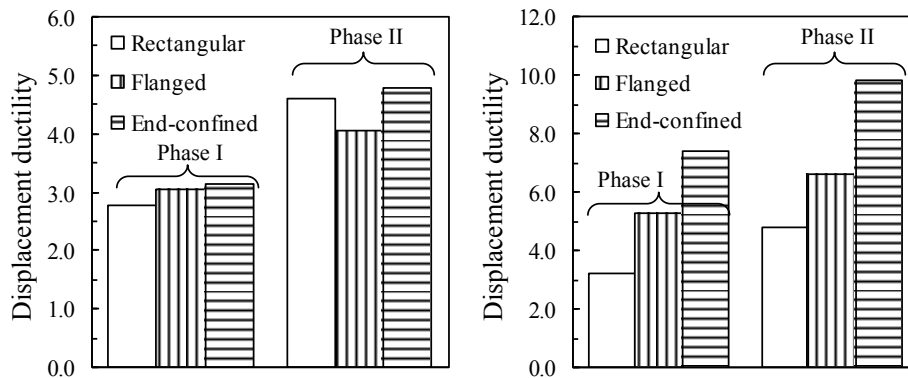 Displacement ductility
6.0
5.0
4.0
3.0
2.0
1.0
0.0
Rectangular
Flanged
End-confined
Phase I
Phase II
Displacement ductility
12.0
10.0
8.0
6.0
4.0
2.0
0.0
Rectangular
Flanged
End-confined
Phase I
Phase II